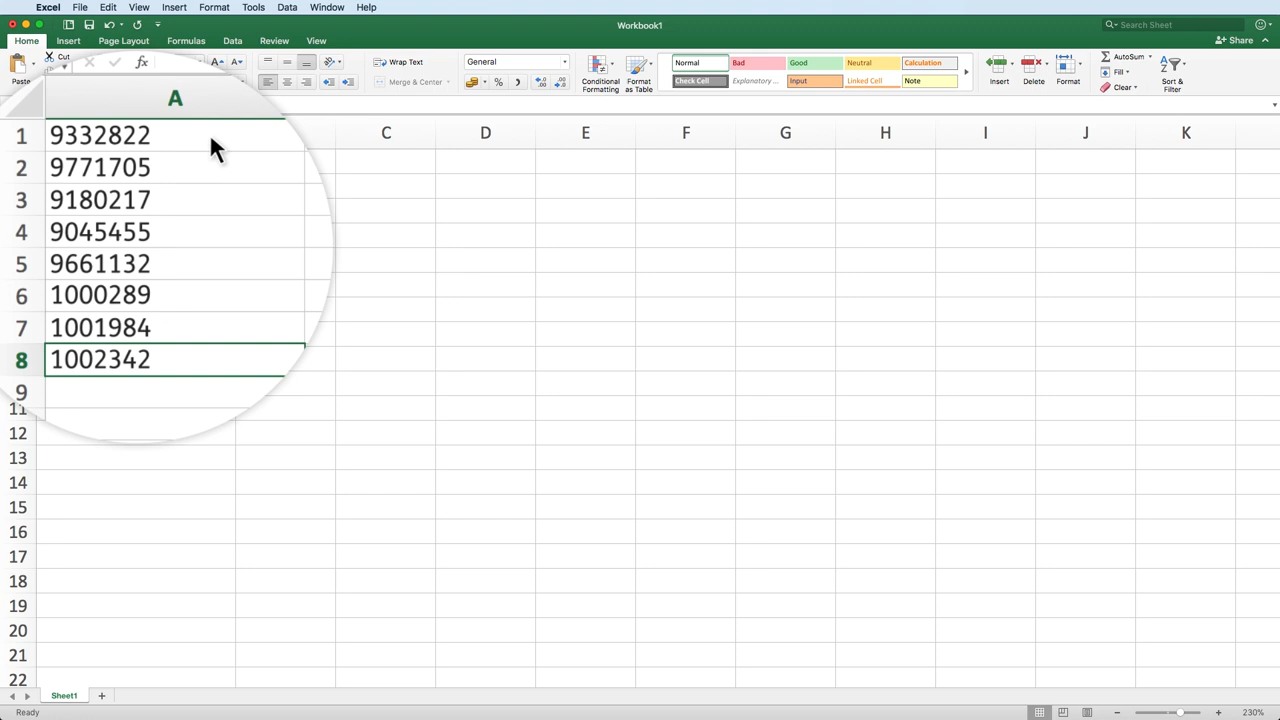 Excel File Edit View Insert Format Tools Data Window Help
Workbook1
Search Sheet
Home Insert Page Layout Formulas Data Review View
Share
Paste
Cut
fx
A A
Wrap Text
Merge & Center
General
%
Conditional Formatting
Format as Table
Normal Bad Good Neutral Calculation
Check Cell Explanatory ... Input Linked Cell Note
Insert
Delete
Format
AutoSum
Fill
Clear
Sort & Filter
A C D E F G H I J K
1 9332822
2 9771705
3 9180217
4 9045455
5 9661132
6 1000289
7 1001984
8 1002342
9
11
12
13
14
15
16
17
18
19
20
21
22
Sheet1
Ready
230%